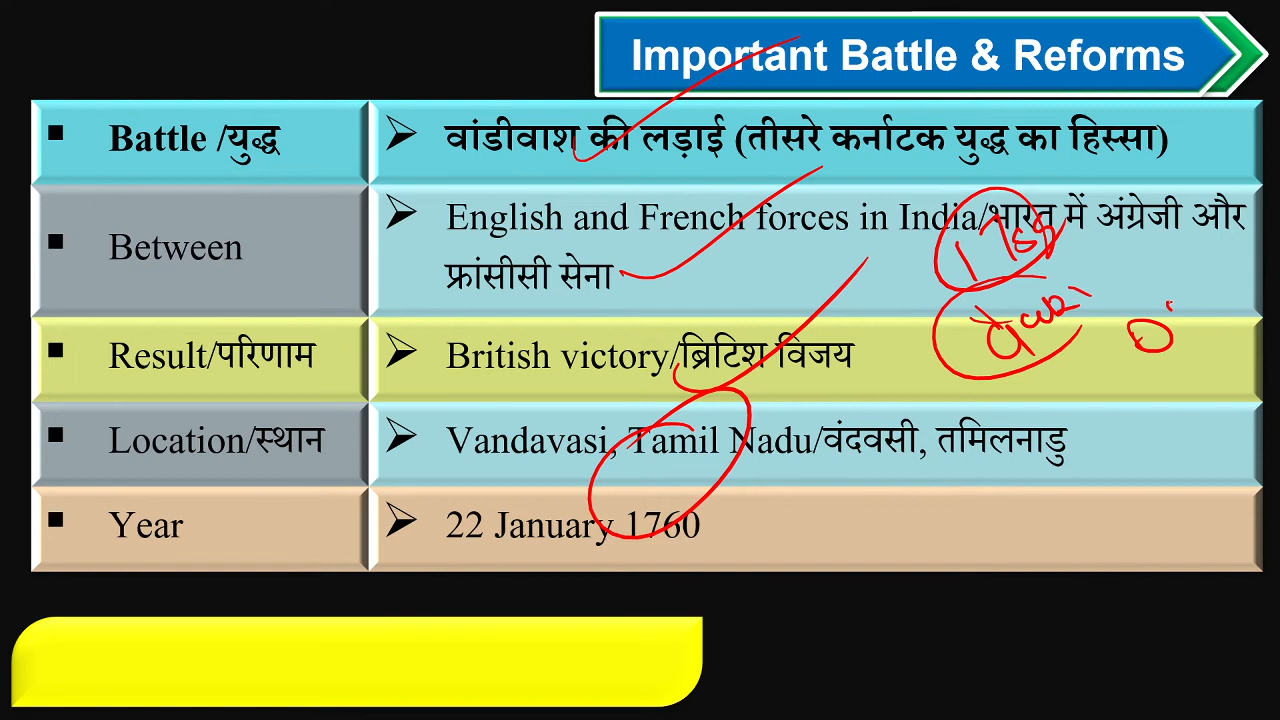 Important Battle & Reforms
▪ Battle /युद्ध
➢ वांडीवाश की लड़ाई (तीसरे कर्नाटक युद्ध का हिस्सा)
▪ Between
➢ English and French forces in India/भारत में अंग्रेजी और
फ्रांसीसी सेना
▪ Result/परिणाम
➢ British victory/ब्रिटिश विजय
▪ Location/स्थान
➢ Vandavasi, Tamil Nadu/वंदवसी, तमिलनाडु
▪ Year
➢ 22 January 1760